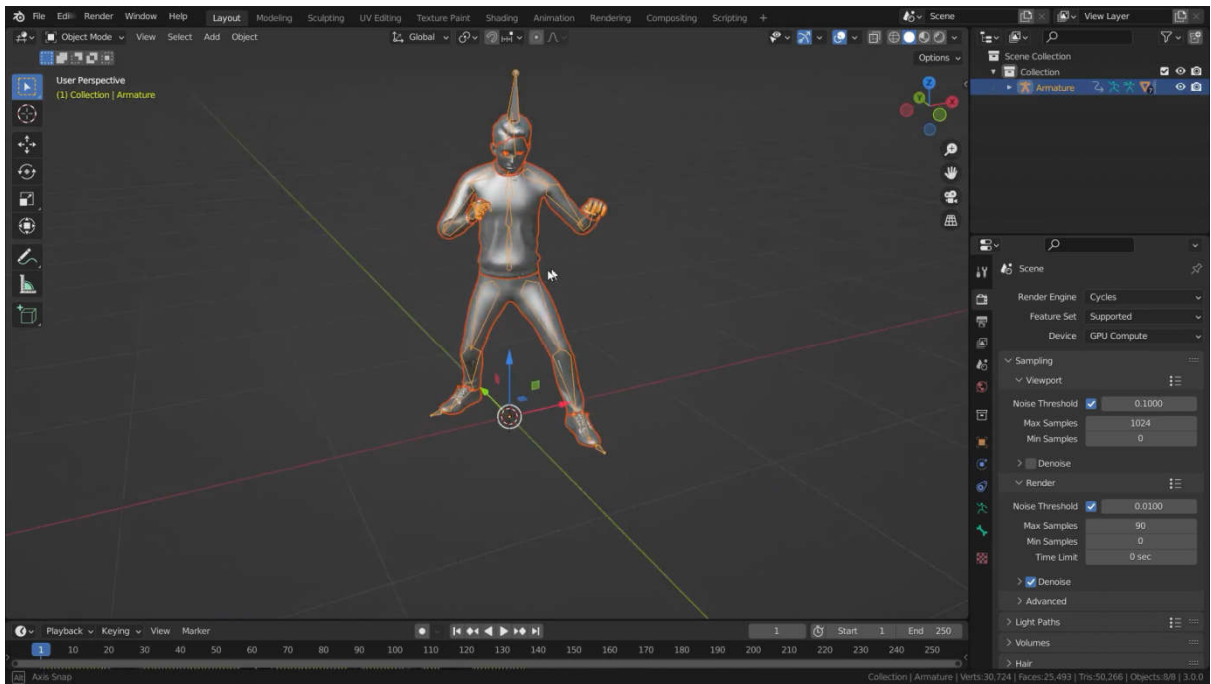 File Edit Render Window Help Layout Modeling Sculpting UV Editing Texture Paint Shading Animation Rendering Compositing Scripting + Scene View Layer
Object Mode View Select Add Object Global
Options
User Perspective
(1) Collection | Armature
Z
Y
X
Scene Collection
Collection
Armature
Scene
Render Engine Cycles
Feature Set Supported
Device GPU Compute
Sampling
Viewport
Noise Threshold 0.1000
Max Samples 1024
Min Samples 0
Denoise
Render
Noise Threshold 0.0100
Max Samples 90
Min Samples 0
Time Limit 0 sec
Denoise
Advanced
Light Paths
Volumes
Hair
Playback Keying View Marker 1 Start 1 End 250
1 10 20 30 40 50 60 70 80 90 100 110 120 130 140 150 160 170 180 190 200 210 220 230 240 250
Alt Axis Snap
Collection | Armature | Verts:30,724 | Faces:25,493 | Tris:50,266 | Objects:8/8 | 3.0.0